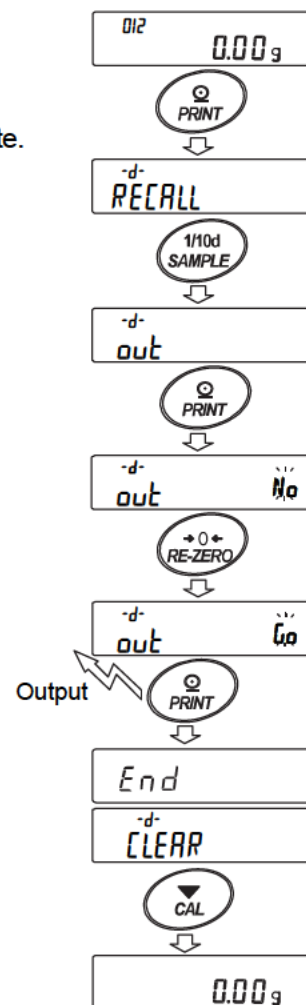 012
0.00 g
PRINT
te.
-d-
RECALL
1/10d
SAMPLE
-d-
out
PRINT
-d-
out No
→0←
RE-ZERO
-d-
out Go
Output
PRINT
End
-d-
CLEAR
CAL
0.00 g